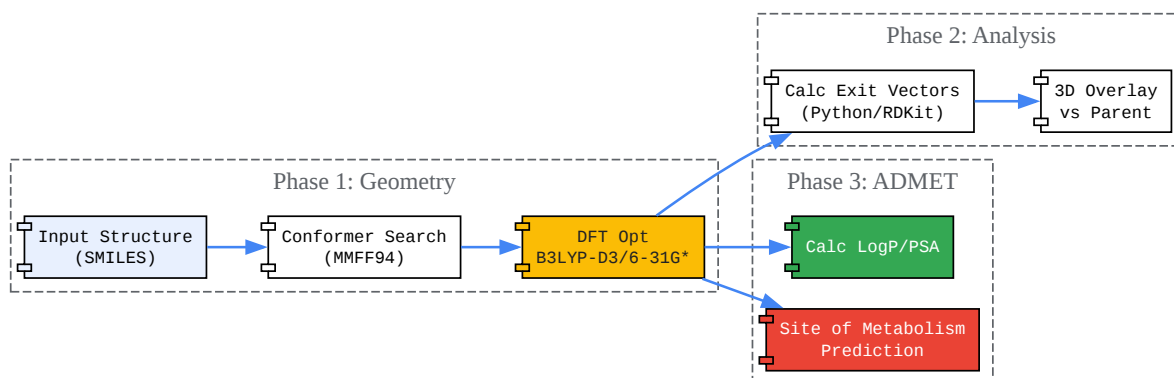 Phase 2: Analysis
Calc Exit Vectors
(Python/RDKit)
3D Overlay
vs Parent
Phase 1: Geometry
Input Structure
(SMILES)
Conformer Search
(MMFF94)
DFT Opt
B3LYP-D3/6-31G*
Phase 3: ADMET
Calc LogP/PSA
Site of Metabolism
Prediction